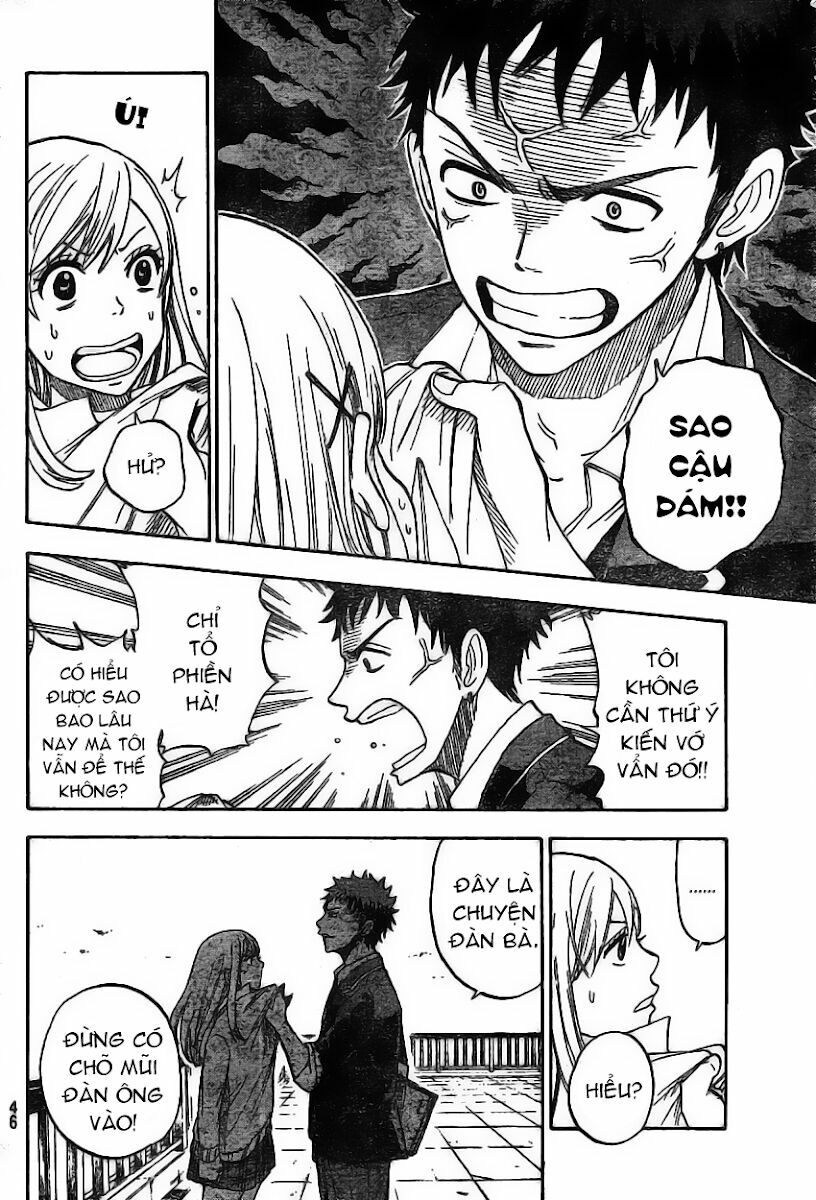 SAO
CẬU
DÁM!!
ÚI
HỬ?
TÔI
KHÔNG
CẦN THỨ Ý
KIẾN VỚ
VẨN ĐÓ!!
CHỈ
TỔ
PHIỀN
HÀ!
CÓ HIỂU
ĐƯỢC SAO
BAO LÂU
NAY MÀ TÔI
VẪN ĐỂ THẾ
KHÔNG?
.......
HIỂU?
ĐÂY LÀ
CHUYỆN
ĐÀN BÀ.
ĐỪNG CÓ
CHÕ MŨI
ĐÀN ÔNG
VÀO!
46